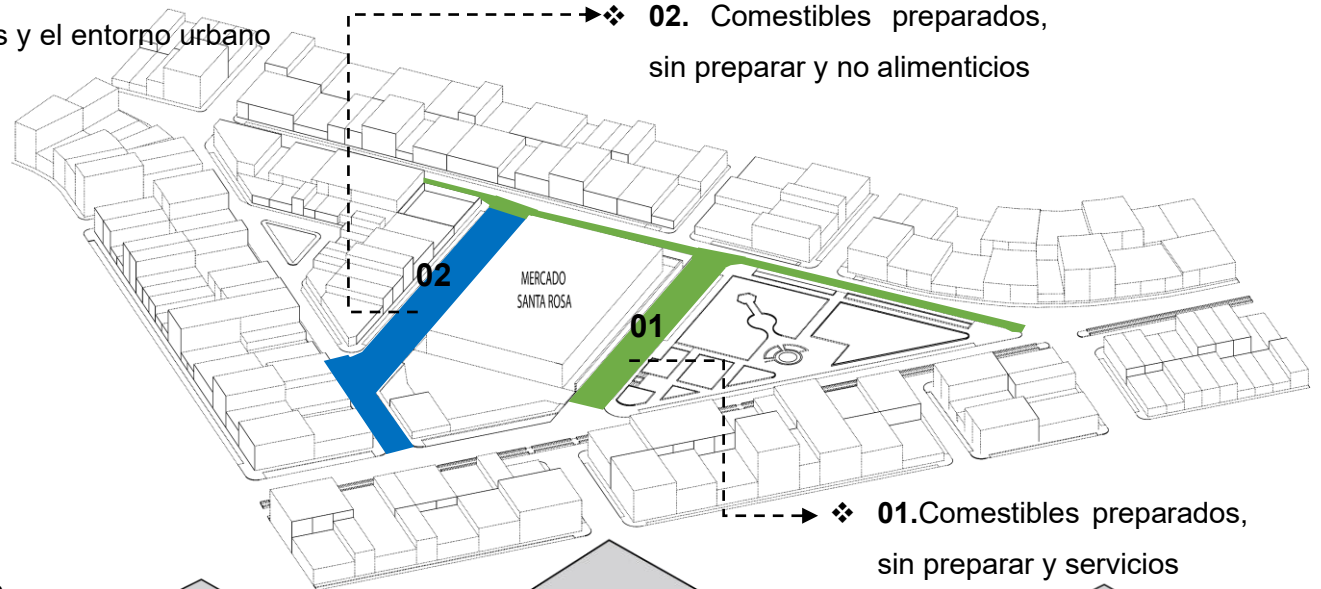 ❖ 02. Comestibles preparados,
s y el entorno urbano
sin preparar y no alimenticios
02
MERCADO
SANTA ROSA
01
❖ 01.Comestibles preparados,
sin preparar y servicios